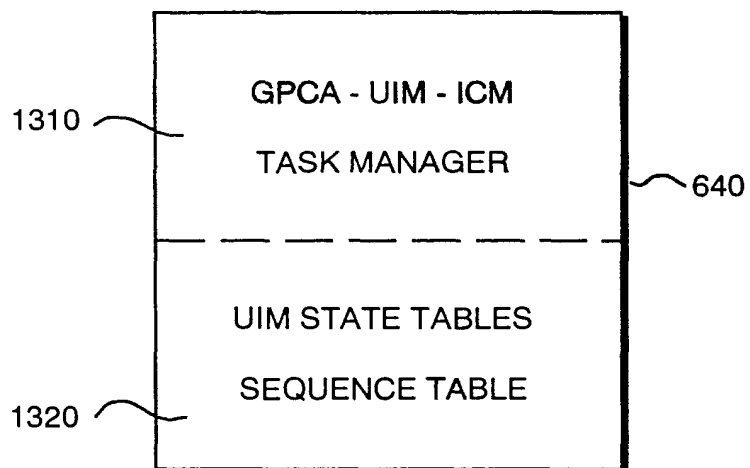 GPCA - UIM - ICM
1310
TASK MANAGER
640
UIM STATE TABLES
SEQUENCE TABLE
1320